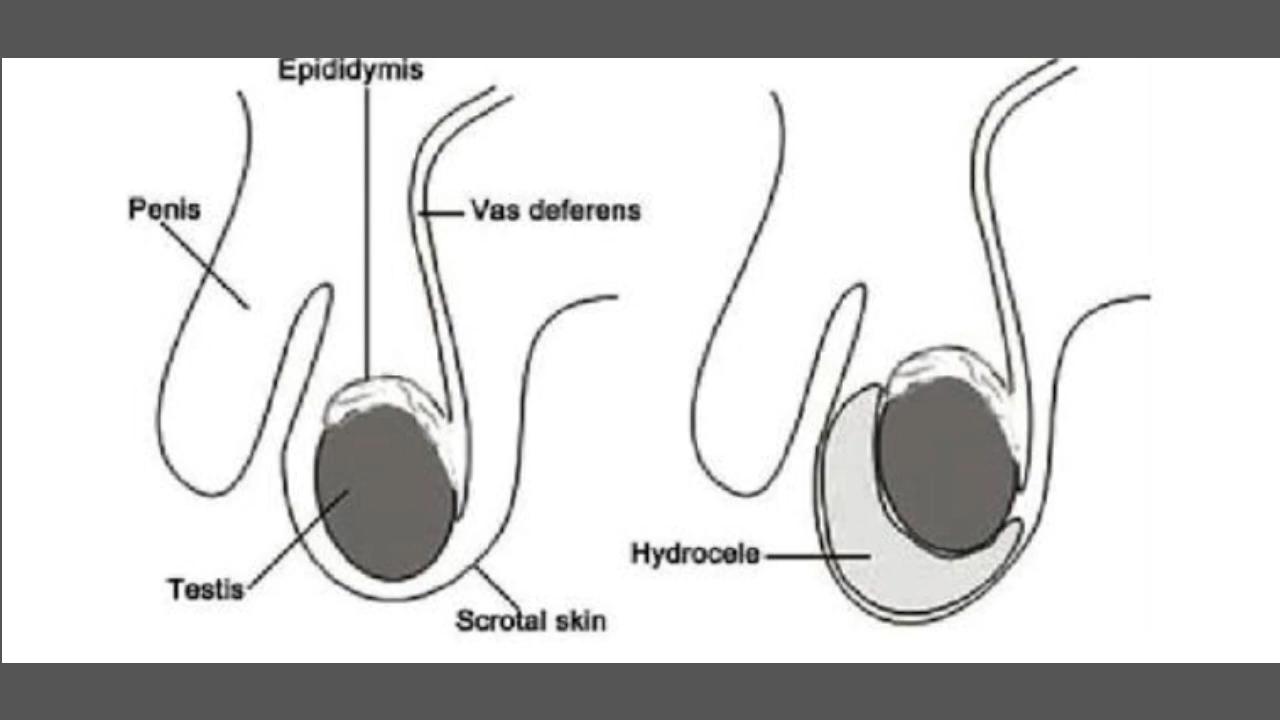 Epididymis
Penis
Vas deferens
Hydrocele
Testis
Scrotal skin